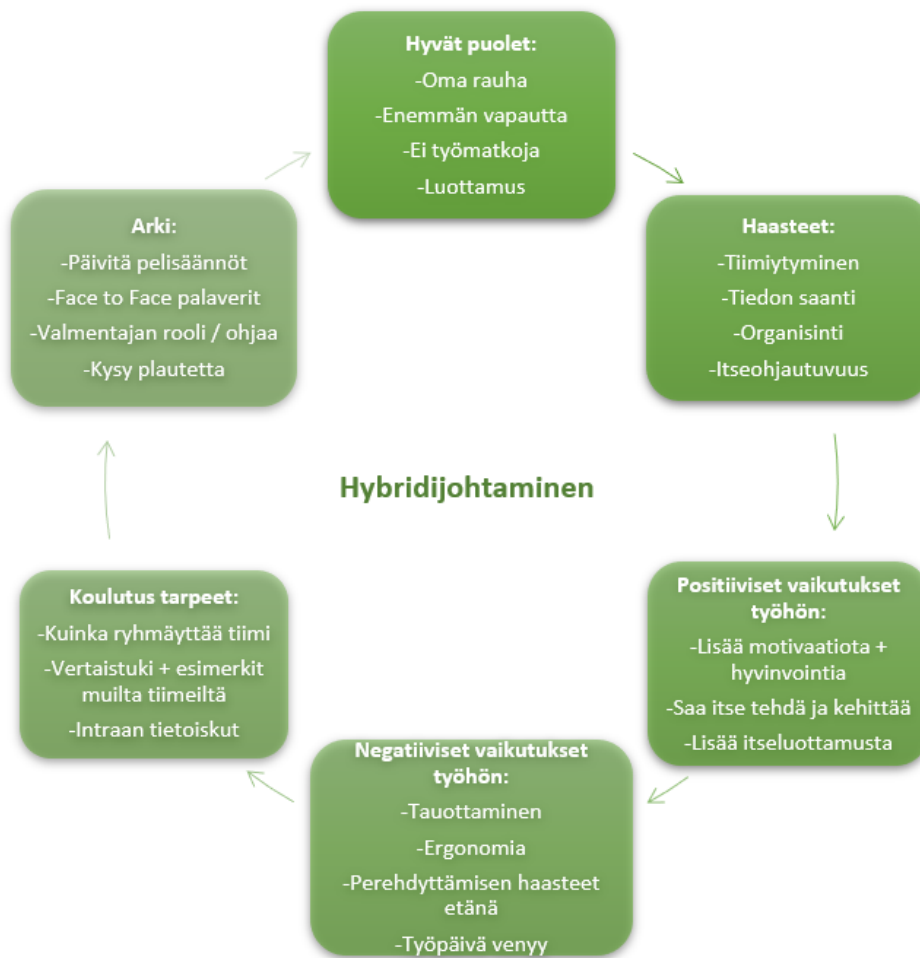 Hyvät puolet:
-Oma rauha
-Enemmän vapautta
-Ei työmatkoja
-Luottamus
Haasteet:
-Tiimiytyminen
-Tiedon saanti
-Organisinti
-Itseohjautuvuus
Positiiviset vaikutukset
työhön:
-Lisää motivaatiota +
hyvinvointia
-Saa itse tehdä ja kehittää
-Lisää itseluottamusta
Negatiiviset vaikutukset
työhön:
-Tauottaminen
-Ergonomia
-Perehdyttämisen haasteet
etänä
-Työpäivä venyy
Koulutus tarpeet:
-Kuinka ryhmäyttää tiimi
-Vertaistuki + esimerkit
muilta tiimeiltä
-Intraan tietoiskut
Arki:
-Päivitä pelisäännöt
-Face to Face palaverit
-Valmentajan rooli / ohjaa
-Kysy plautetta
Hybridijohtaminen